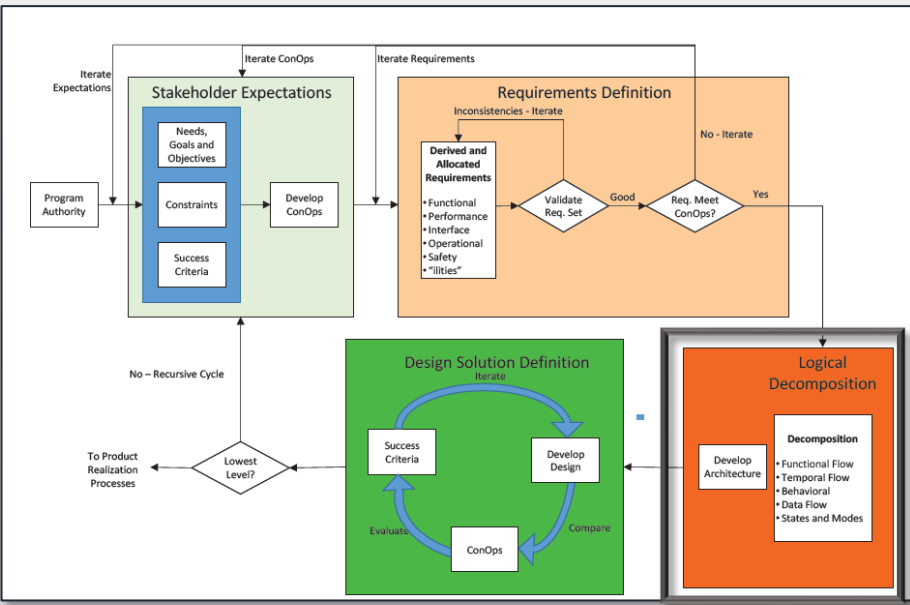 Iterate
Expectations
Iterate ConOps
Iterate Requirements
Stakeholder Expectations
Needs,
Goals and
Objectives
Constraints
Success
Criteria
Program
Authority
Develop
ConOps
Requirements Definition
Inconsistencies - Iterate
Derived and
Allocated
Requirements
• Functional
• Performance
• Interface
• Operational
• Safety
• “ilities”
Validate
Req. Set
Good
Req. Meet
ConOps?
No - Iterate
Yes
Logical
Decomposition
Decomposition
• Functional Flow
• Temporal Flow
• Behavioral
• Data Flow
• States and Modes
Develop
Architecture
Design Solution Definition
Iterate
Success
Criteria
Develop
Design
Compare
ConOps
Evaluate
Lowest
Level?
No – Recursive Cycle
To Product
Realization
Processes